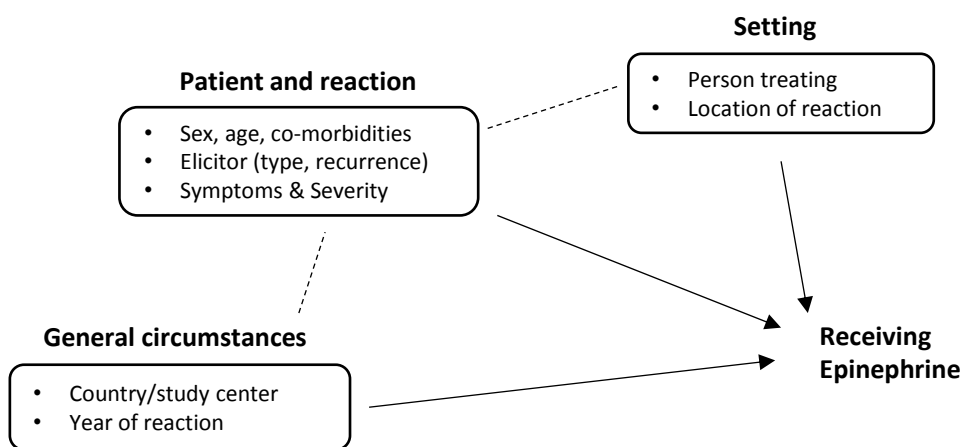 Setting
• Person treating
• Location of reaction
Patient and reaction
• Sex, age, co-morbidities
• Elicitor (type, recurrence)
• Symptoms & Severity
General circumstances
• Country/study center
• Year of reaction
Receiving
Epinephrine